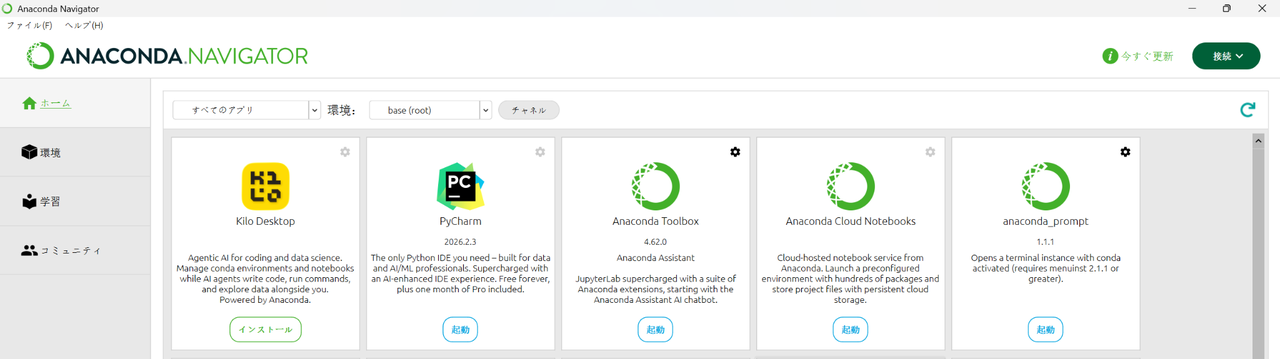 Anaconda Navigator
ファイル(F) ヘルプ(H)
ANACONDA.NAVIGATOR
i 今すぐ更新 接続
ホーム
環境
学習
コミュニティ
すべてのアプリ 環境: base (root) チャネル
Kilo Desktop
Agentic AI for coding and data science.
Manage conda environments and notebooks
while AI agents write code, run commands,
and explore data alongside you.
Powered by Anaconda.
インストール
PC
PyCharm
2026.2.3
The only Python IDE you need – built for data
and AI/ML professionals. Supercharged with
an AI-enhanced IDE experience. Free forever,
plus one month of Pro included.
起動
Anaconda Toolbox
4.62.0
Anaconda Assistant
JupyterLab supercharged with a suite of
Anaconda extensions, starting with the
Anaconda Assistant AI chatbot.
起動
Anaconda Cloud Notebooks
Cloud-hosted notebook service from
Anaconda. Launch a preconfigured
environment with hundreds of packages and
store project files with persistent cloud
storage.
起動
anaconda_prompt
1.1.1
Opens a terminal instance with conda
activated (requires menuinst 2.1.1 or
greater).
起動